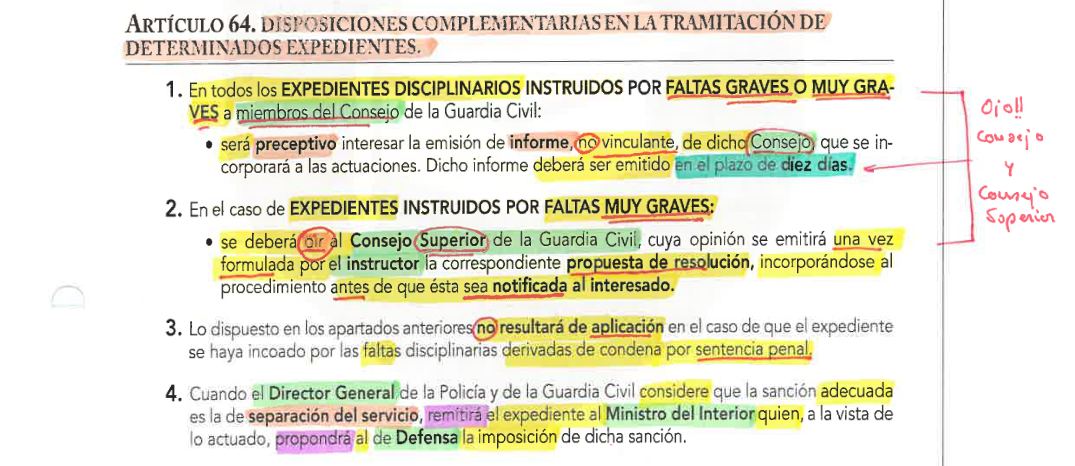 ARTÍCULO 64. DISPOSICIONES COMPLEMENTARIAS EN LA TRAMITACIÓN DE
DETERMINADOS EXPEDIENTES.
1. En todos los EXPEDIENTES DISCIPLINARIOS INSTRUIDOS POR FALTAS GRAVES O MUY GRA-
VES a miembros del Consejo de la Guardia Civil:
• será preceptivo interesar la emisión de informe, no vinculante, de dicho Consejo, que se in-
corporará a las actuaciones. Dicho informe deberá ser emitido en el plazo de diez días.
2. En el caso de EXPEDIENTES INSTRUIDOS POR FALTAS MUY GRAVES:
• se deberá oir al Consejo Superior de la Guardia Civil, cuya opinión se emitirá una vez
formulada por el instructor la correspondiente propuesta de resolución, incorporándose al
procedimiento antes de que ésta sea notificada al interesado.
3. Lo dispuesto en los apartados anteriores no resultará de aplicación en el caso de que el expediente
se haya incoado por las faltas disciplinarias derivadas de condena por sentencia penal.
4. Cuando el Director General de la Policía y de la Guardia Civil considere que la sanción adecuada
es la de separación del servicio, remitirá el expediente al Ministro del Interior quien, a la vista de
lo actuado, propondrá al de Defensa la imposición de dicha sanción.
Ojo!!
Consejo
y
Consejo
Superior